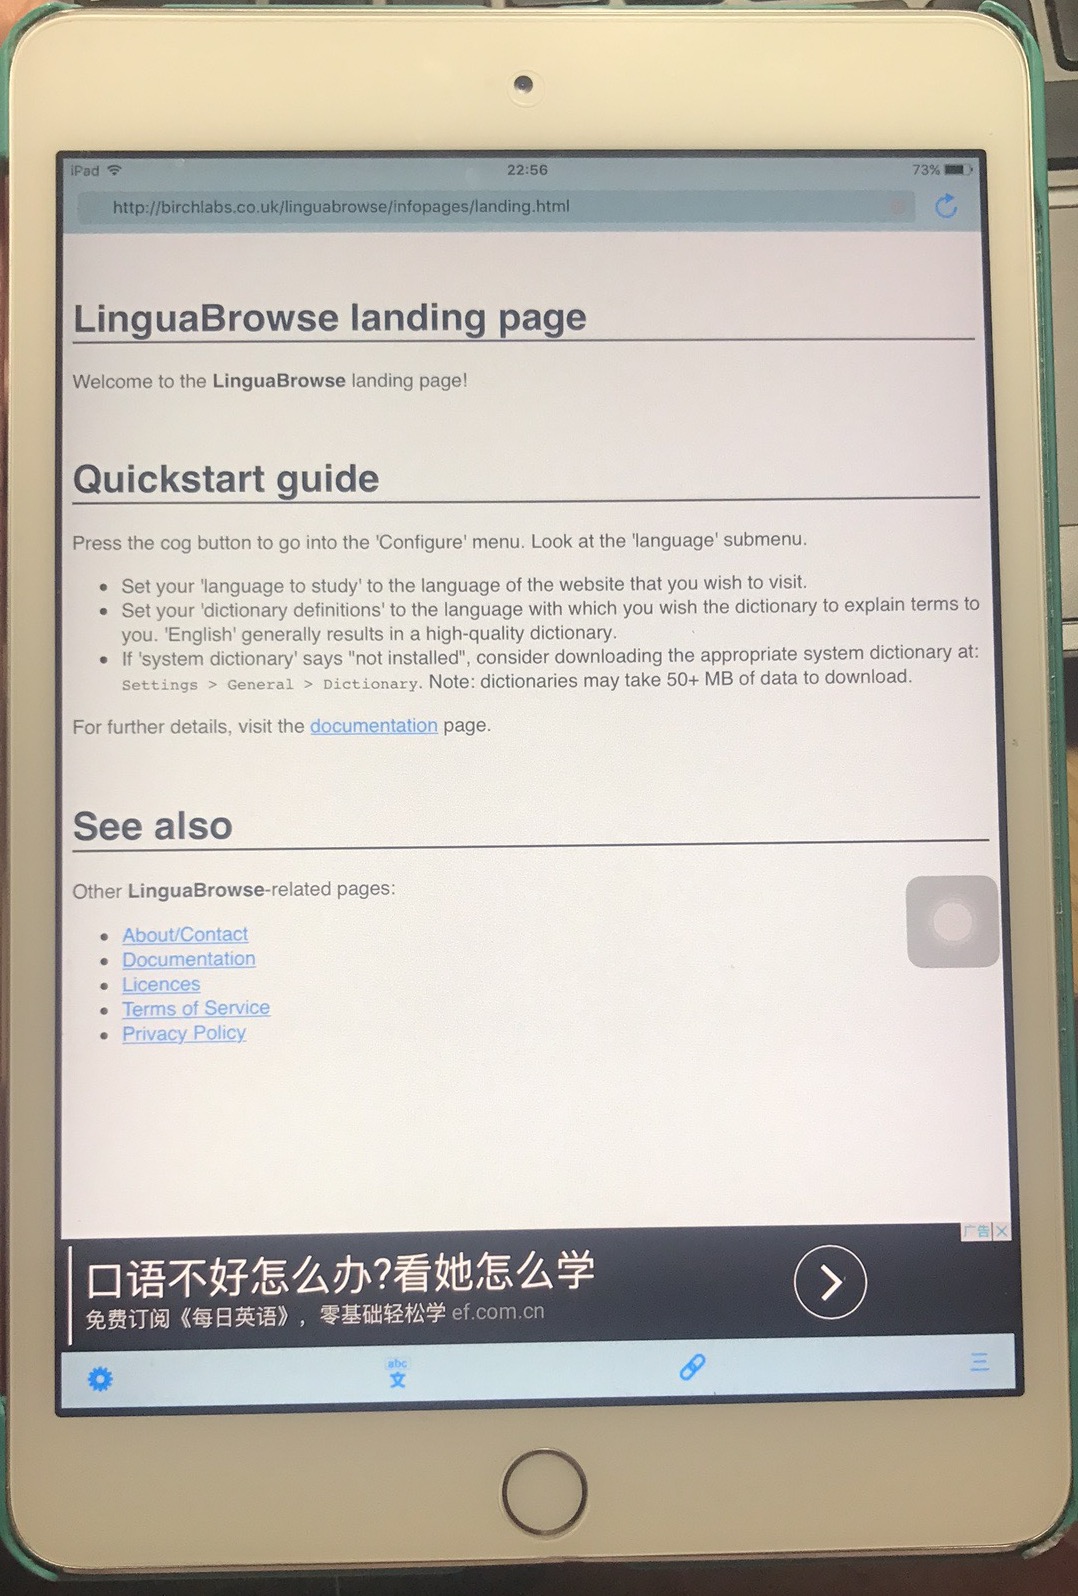 iPad 22:56 73%
http://birchlabs.co.uk/linguabrowse/infopages/landing.html
LinguaBrowse landing page
Welcome to the LinguaBrowse landing page!
Quickstart guide
Press the cog button to go into the 'Configure' menu. Look at the 'language' submenu.
Set your 'language to study' to the language of the website that you wish to visit.
Set your 'dictionary definitions' to the language with which you wish the dictionary to explain terms to
you. 'English' generally results in a high-quality dictionary.
If 'system dictionary' says "not installed", consider downloading the appropriate system dictionary at:
Settings > General > Dictionary. Note: dictionaries may take 50+ MB of data to download.
For further details, visit the documentation page.
See also
Other LinguaBrowse-related pages:
About/Contact
Documentation
Licences
Terms of Service
Privacy Policy
广告
口语不好怎么办?看她怎么学
免费订阅《每日英语》，零基础轻松学 ef.com.cn
abc
文